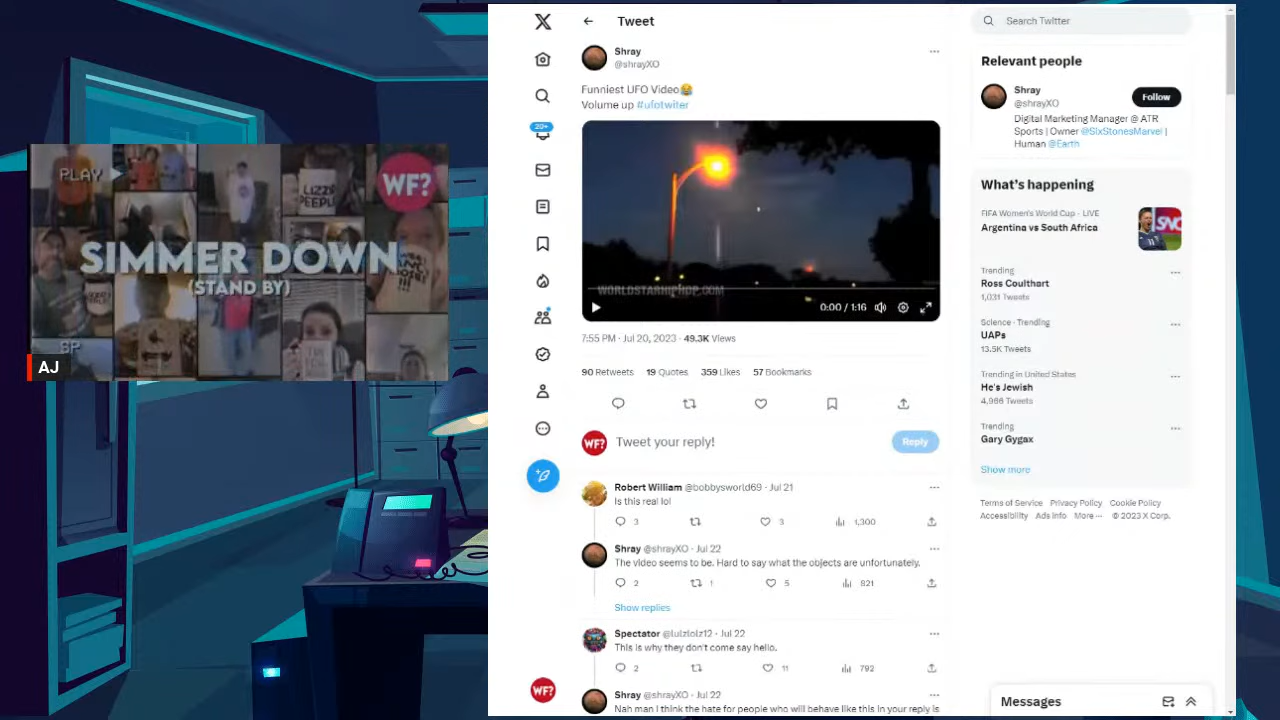 PLAY
WF?
LIZZA
PEEPLE
SIMMER DOWN
(STAND BY)
SP
AJ
X
20+
WF?
Tweet
Shray
@shrayXO
Funniest UFO Video😂
Volume up #ufotwiter
WORLDSTARHIPHOP.COM
0:00 / 1:16
7:55 PM · Jul 20, 2023 · 49.3K Views
90 Retweets 19 Quotes 359 Likes 57 Bookmarks
WF?
Tweet your reply!
Reply
Robert William @bobbysworld69 · Jul 21
Is this real lol
3 3 1,300
Shray @shrayXO · Jul 22
The video seems to be. Hard to say what the objects are unfortunately.
2 1 5 821
Show replies
Spectator @lulzlolz12 · Jul 22
This is why they don't come say hello.
2 11 792
Shray @shrayXO · Jul 22
Nah man I think the hate for people who will behave like this in your reply is
Search Twitter
Relevant people
Shray
@shrayXO
Follow
Digital Marketing Manager @ ATR
Sports | Owner @SixStonesMarvel |
Human @Earth
What's happening
FIFA Women's World Cup · LIVE
Argentina vs South Africa
Trending
Ross Coulthart
1,031 Tweets
Science · Trending
UAPs
13.5K Tweets
Trending in United States
He's Jewish
4,966 Tweets
Trending
Gary Gygax
Show more
Terms of Service Privacy Policy Cookie Policy
Accessibility Ads info More ··· © 2023 X Corp.
Messages